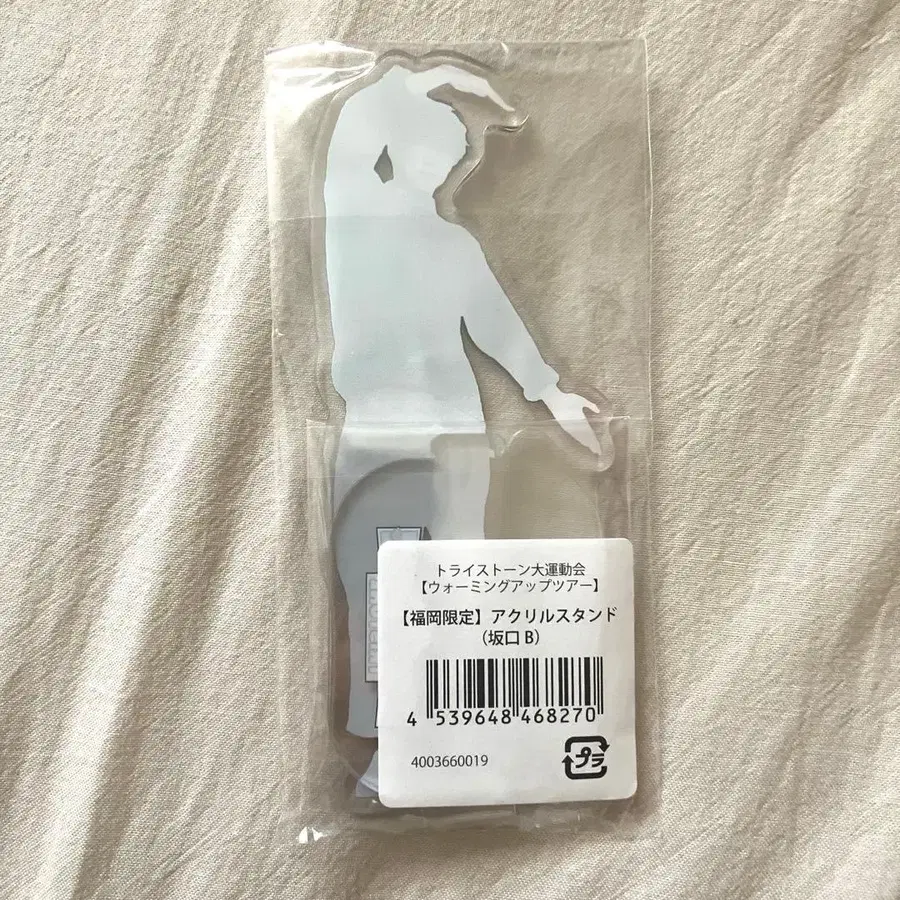 トライストーン大運動会
【ウォーミングアップツアー】
【福岡限定】アクリルスタンド
(坂口 B)
4 539648 468270
4003660019
プラ